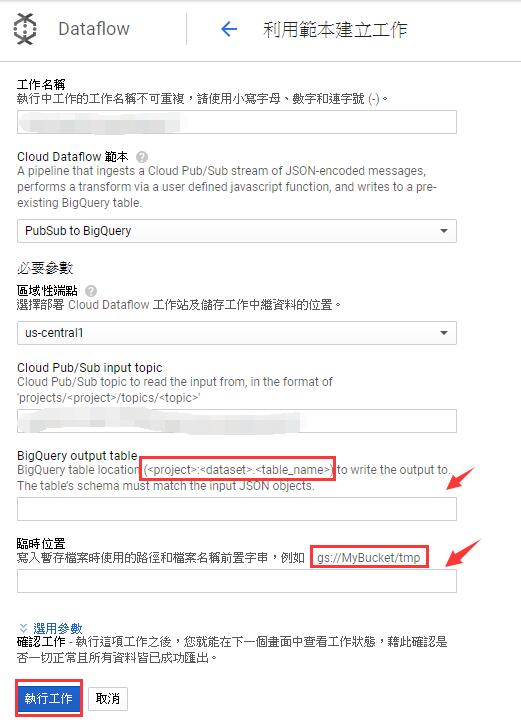 Dataflow
利用範本建立工作
工作名稱
執行中工作的工作名稱不可重複，請使用小寫字母、數字和連字號 (-)。
Cloud Dataflow 範本
A pipeline that ingests a Cloud Pub/Sub stream of JSON-encoded messages,
performs a transform via a user defined javascript function, and writes to a pre-
existing BigQuery table.
PubSub to BigQuery
必要參數
區域性端點
選擇部署 Cloud Dataflow 工作站及儲存工作中繼資料的位置。
us-central1
Cloud Pub/Sub input topic
Cloud Pub/Sub topic to read the input from, in the format of
'projects/<project>/topics/<topic>'
BigQuery output table
BigQuery table location (<project>:<dataset>.<table_name>) to write the output to.
The table's schema must match the input JSON objects.
臨時位置
寫入暫存檔案時使用的路徑和檔案名稱前置字串，例如 gs://MyBucket/tmp
選用參數
確認工作 - 執行這項工作之後，您就能在下一個畫面中查看工作狀態，藉此確認是
否一切正常且所有資料皆已成功匯出。
執行工作 取消